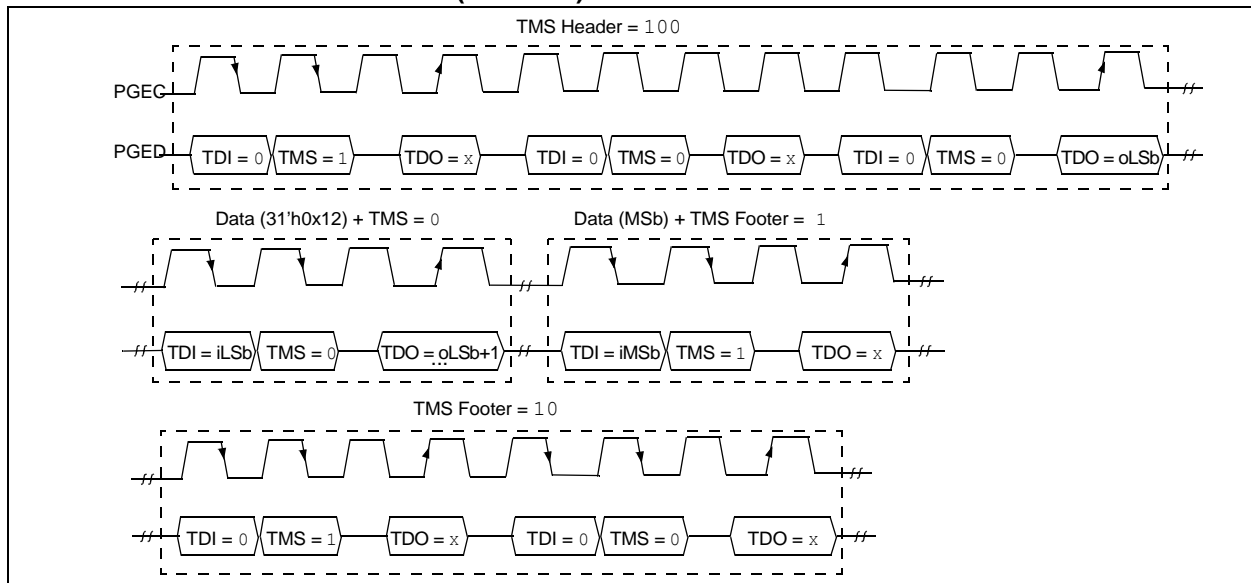 TMS Header = 100
PGEC
PGED TDI = 0 TMS = 1 TDO = x TDI = 0 TMS = 0 TDO = x TDI = 0 TMS = 0 TDO = oLSb
Data (31'h0x12) + TMS = 0 Data (MSb) + TMS Footer = 1
TDI = iLSb TMS = 0 TDO = oLSb+1 TDI = iMSb TMS = 1 TDO = x
...
TMS Footer = 10
TDI = 0 TMS = 1 TDO = x TDI = 0 TMS = 0 TDO = x